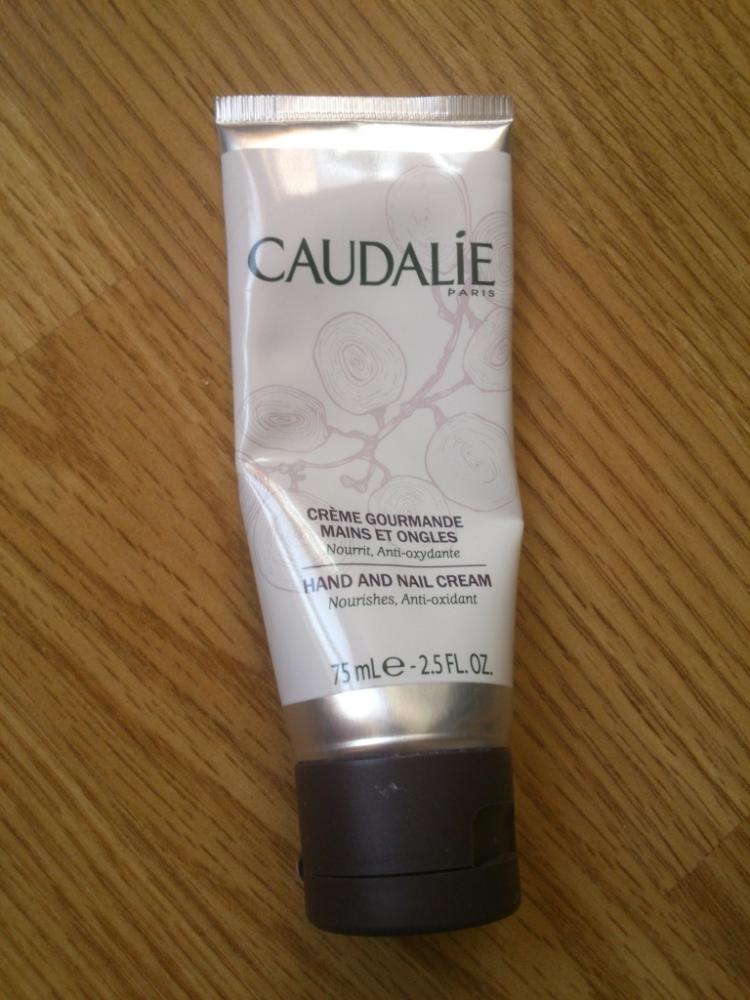 CAUDALÍE
PARIS
CRÈME GOURMANDE
MAINS ET ONGLES
Nourrit, Anti-oxydante
HAND AND NAIL CREAM
Nourishes, Anti-oxidant
75 mL e - 2.5 FL. OZ.